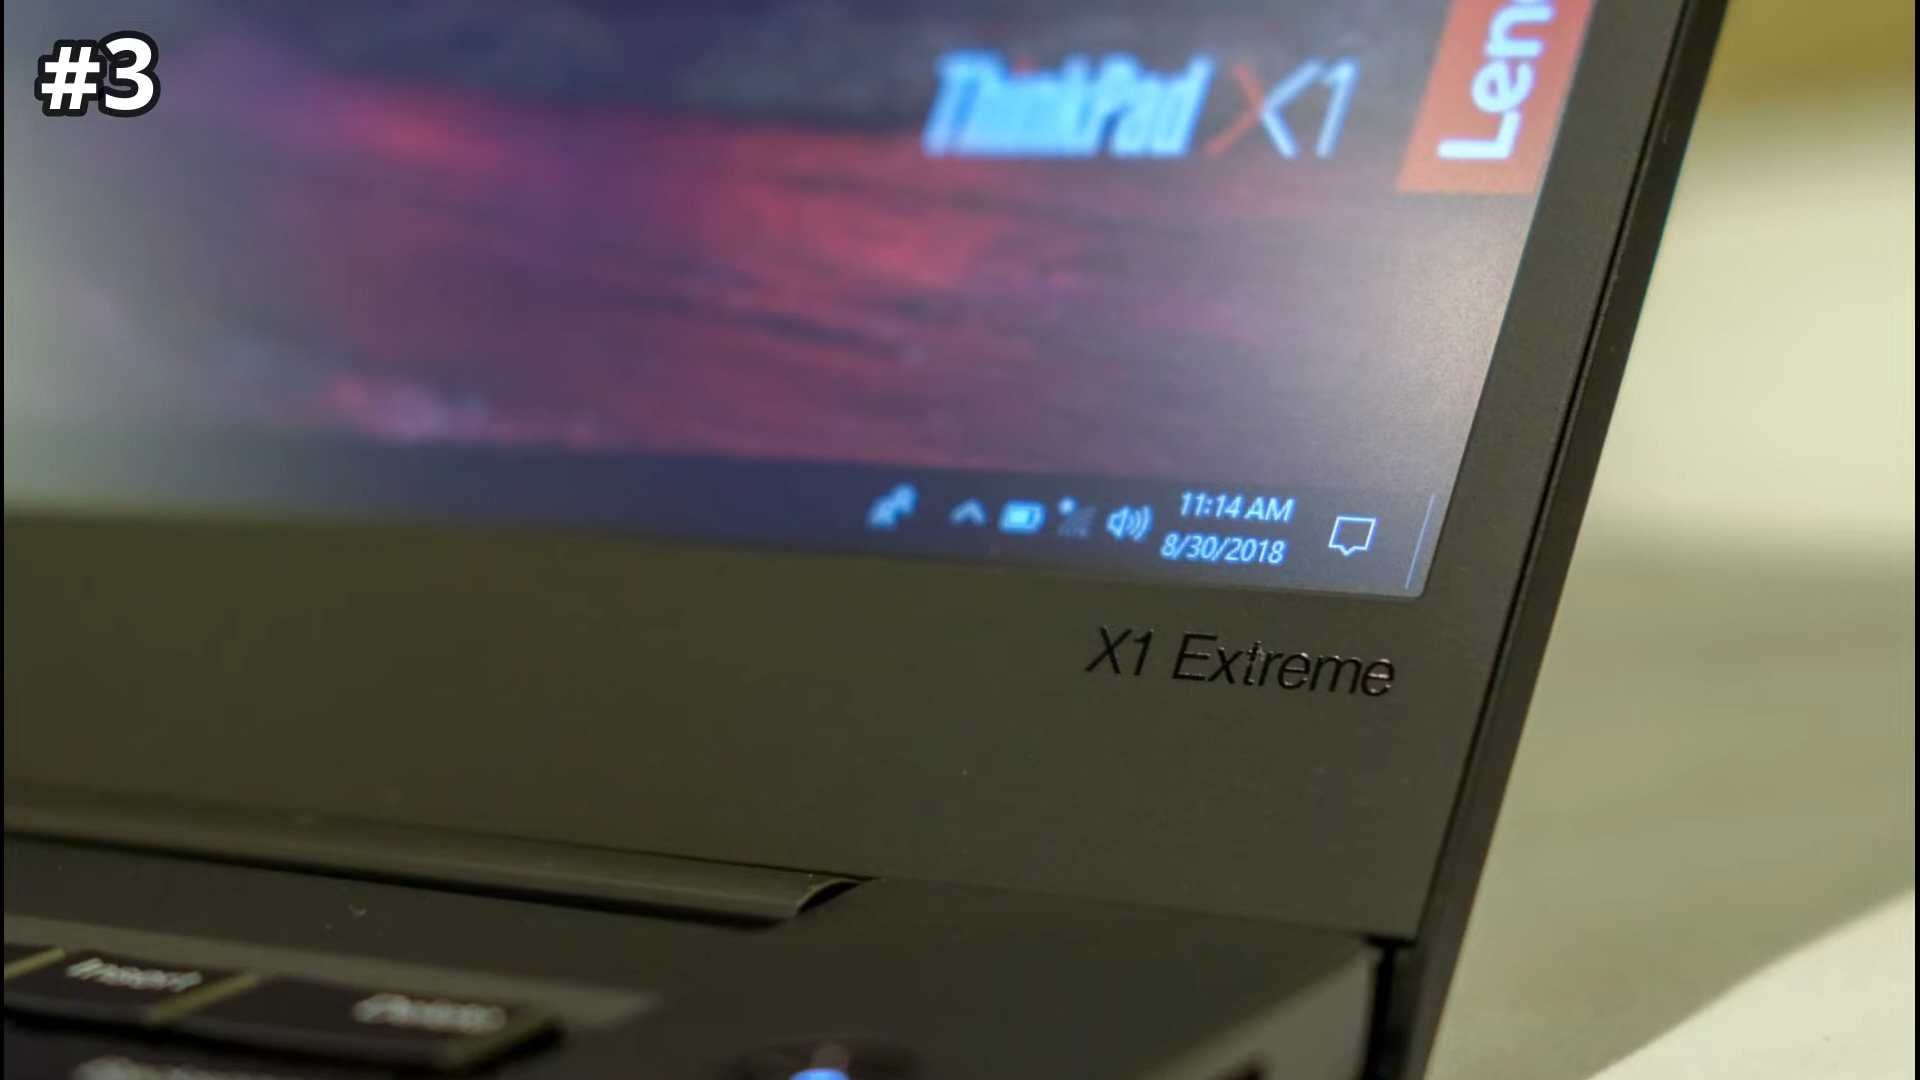 #3
ThinkPad X1
Len
11:14 AM
8/30/2018
X1 Extreme
Insert